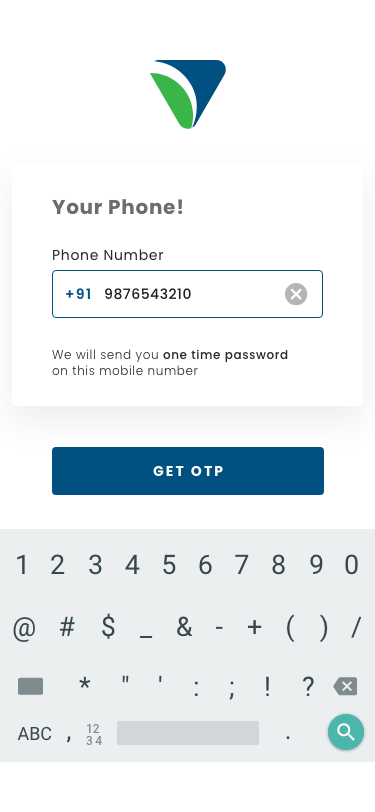 Your Phone!
Phone Number
+91 9876543210
We will send you one time password
on this mobile number
GET OTP
1 2 3 4 5 6 7 8 9 0
@ # $ _ & - + ( ) /
* " ' : ; ! ?
ABC , 12 34 .